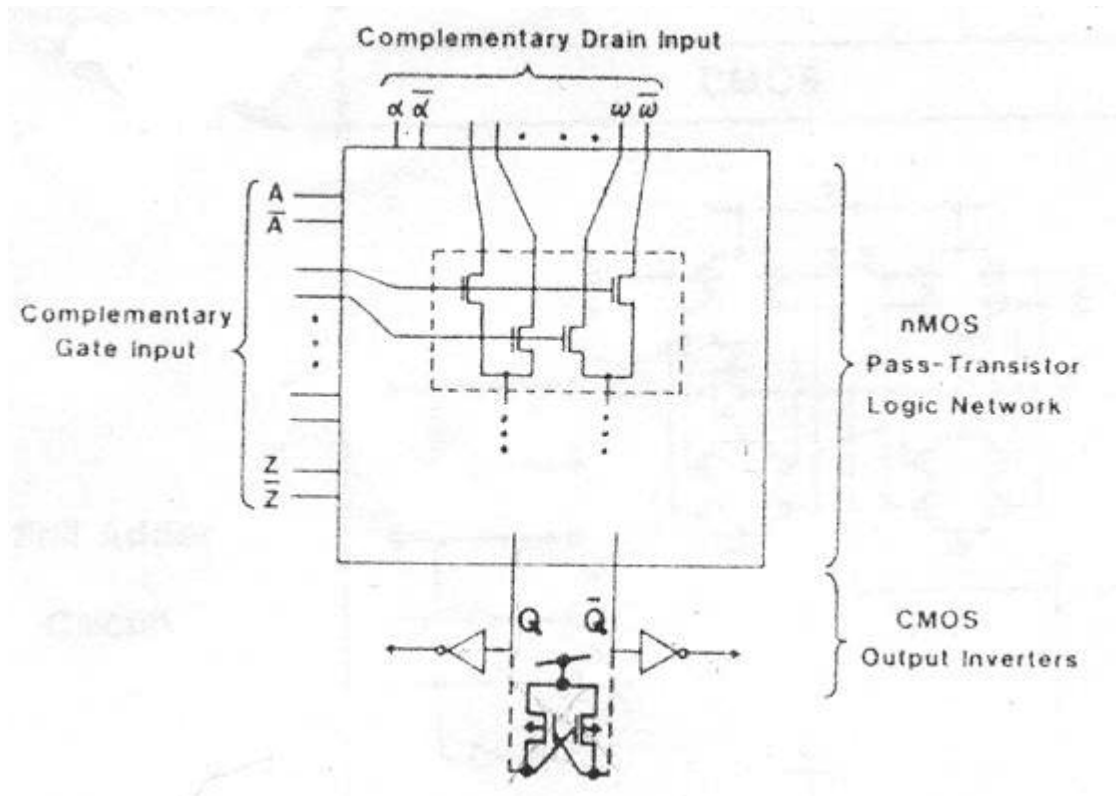 Complementary Drain Input
α α̅ ω ω̅
A
A̅
Complementary
Gate Input
Z
Z̅
nMOS
Pass-Transistor
Logic Network
Q Q̅
CMOS
Output Inverters